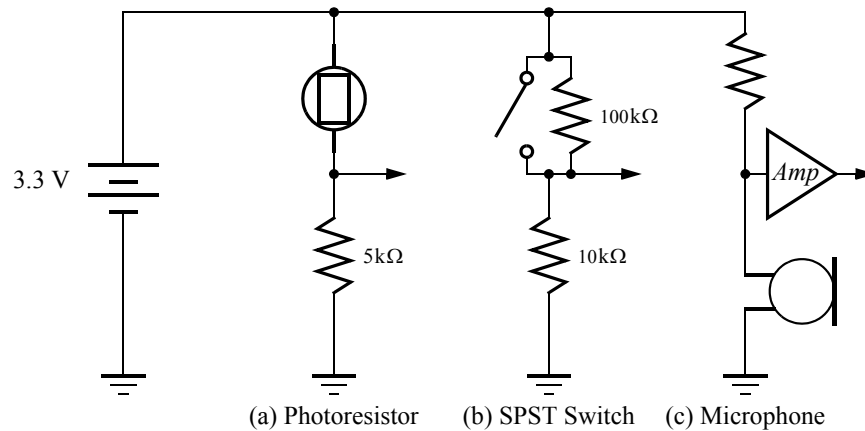 100kΩ
Amp
3.3 V
5kΩ
10kΩ
(a) Photoresistor (b) SPST Switch (c) Microphone